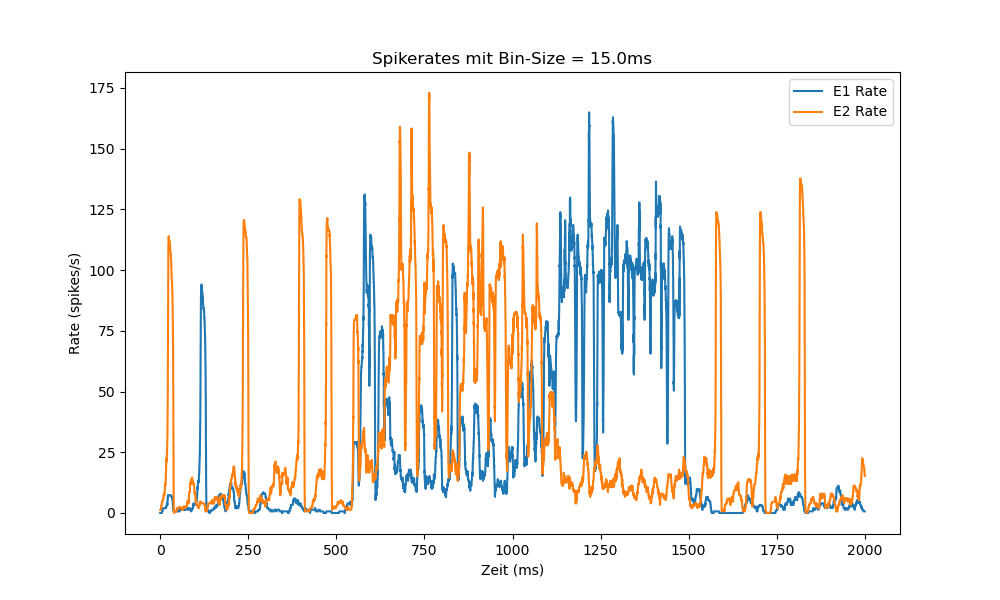 Spikerates mit Bin-Size = 15.0ms
E1 Rate
E2 Rate
Rate (spikes/s)
175
150
125
100
75
50
25
0
0 250 500 750 1000 1250 1500 1750 2000
Zeit (ms)